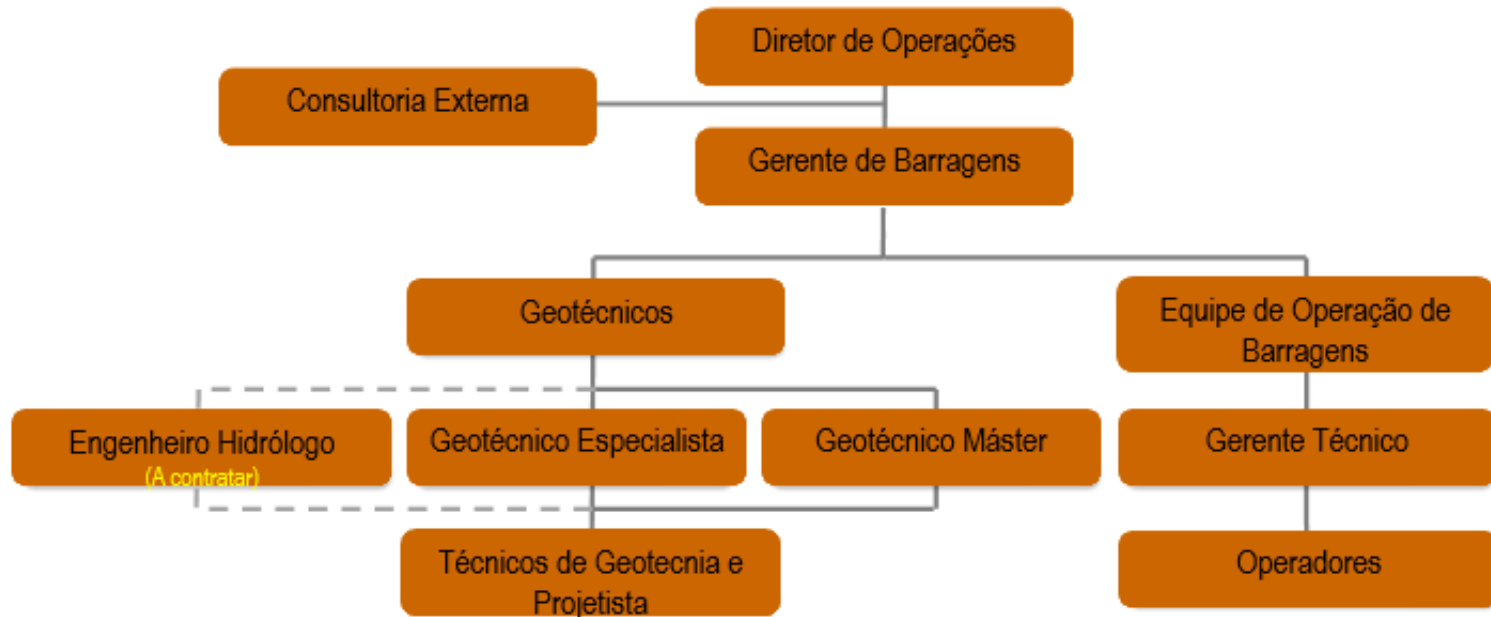 Diretor de Operações
Consultoria Externa
Gerente de Barragens
Geotécnicos
Equipe de Operação de
Barragens
Engenheiro Hidrólogo
(A contratar)
Geotécnico Especialista
Geotécnico Máster
Gerente Técnico
Técnicos de Geotecnia e
Projetista
Operadores